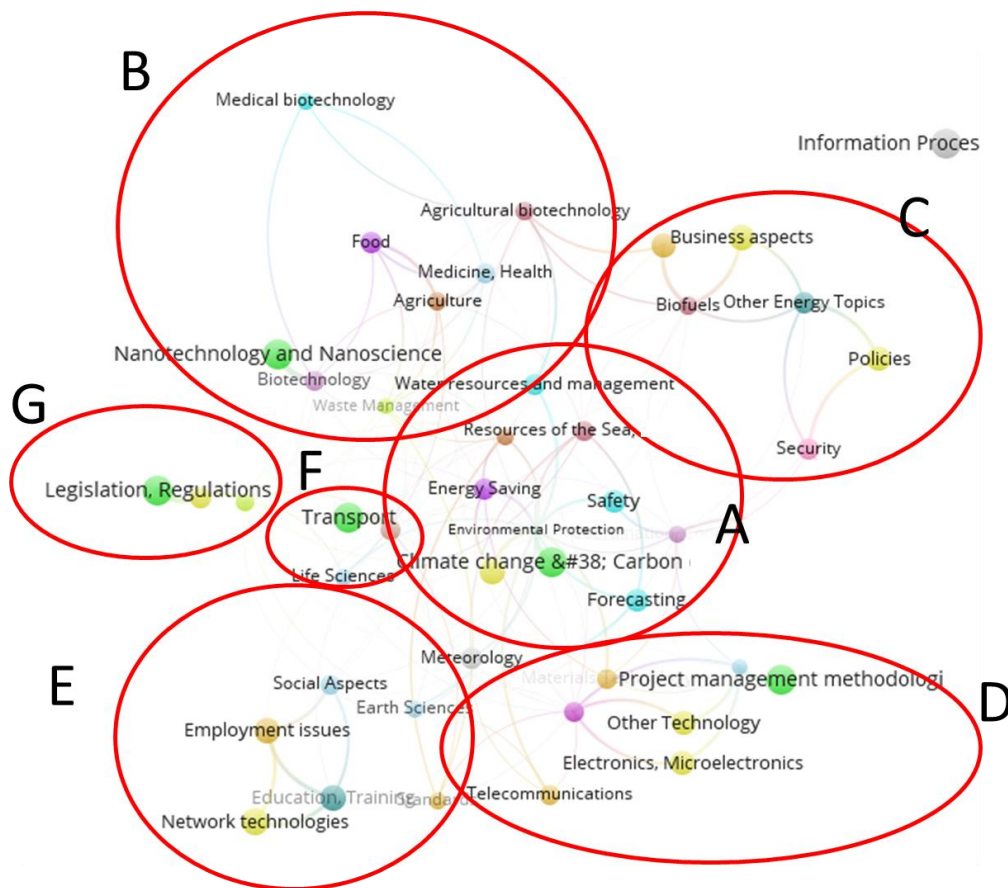 B
Medical biotechnology
Information Proces
C
Agricultural biotechnology
Food
Business aspects
Medicine, Health
Agriculture
Biofuels
Other Energy Topics
Nanotechnology and Nanoscience
Policies
Biotechnology
Water resources and management
Waste Management
G
Resources of the Sea,
Security
F
Legislation, Regulations
Energy Saving
Safety
Transport
Environmental Protection
A
Climate change &#38; Carbon
Life Sciences
Forecasting
Meteorology
E
Social Aspects
Materials
Project management methodologi
D
Earth Sciences
Employment issues
Other Technology
Electronics, Microelectronics
Education, Training
Standards
Telecommunications
Network technologies